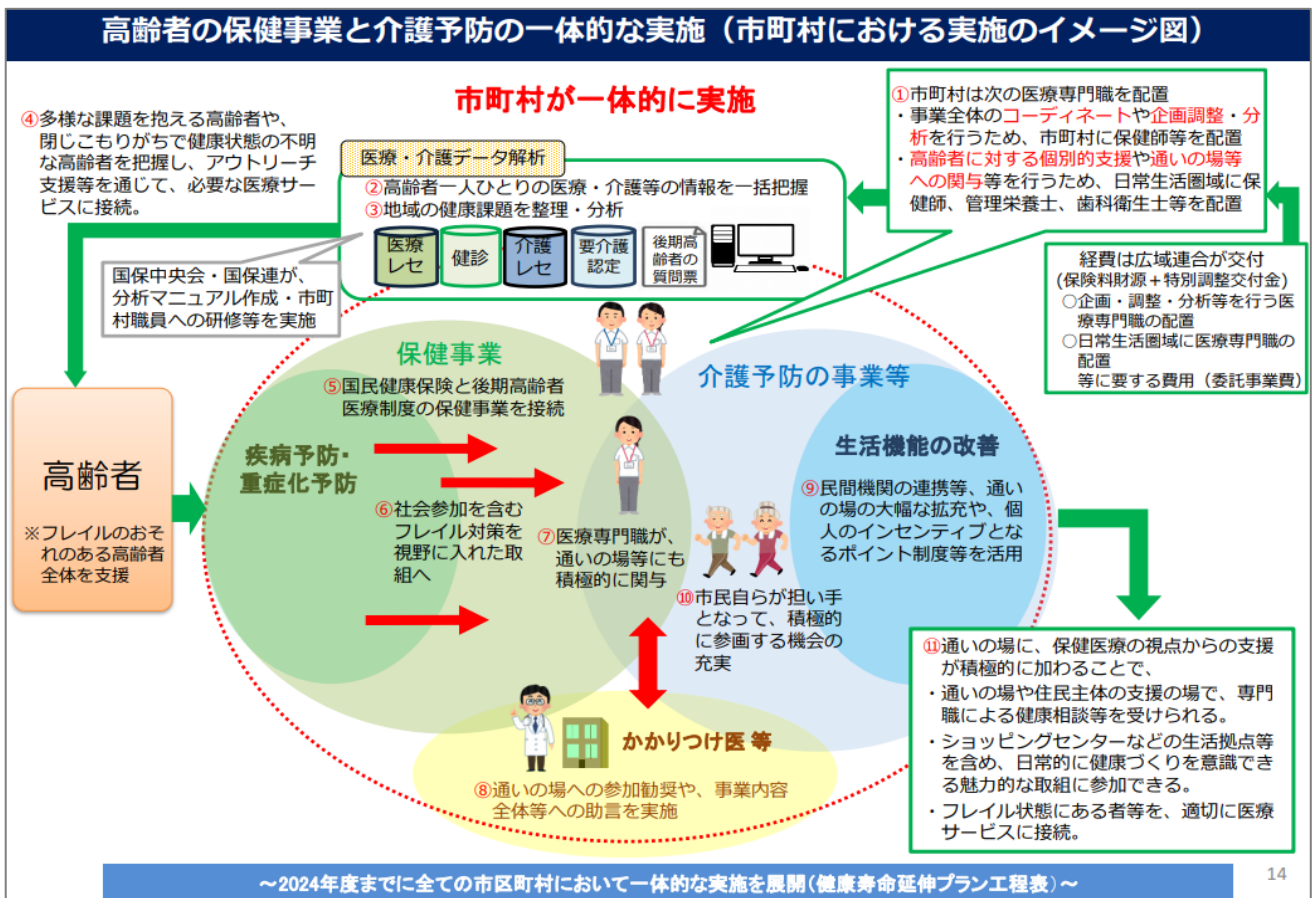 高齢者の保健事業と介護予防の一体的な実施（市町村における実施のイメージ図）
市町村が一体的に実施
①市町村は次の医療専門職を配置
・事業全体のコーディネートや企画調整・分
析を行うため、市町村に保健師等を配置
・高齢者に対する個別的支援や通いの場等
への関与等を行うため、日常生活圏域に保
健師、管理栄養士、歯科衛生士等を配置
④多様な課題を抱える高齢者や、
閉じこもりがちで健康状態の不明
な高齢者を把握し、アウトリーチ
支援等を通じて、必要な医療サー
ビスに接続。
医療・介護データ解析
②高齢者一人ひとりの医療・介護等の情報を一括把握
③地域の健康課題を整理・分析
医療
レセ
健診
介護
レセ
要介護
認定
後期高
齢者の
質問票
国保中央会・国保連が、
分析マニュアル作成・市町
村職員への研修等を実施
経費は広域連合が交付
(保険料財源＋特別調整交付金)
○企画・調整・分析等を行う医
療専門職の配置
○日常生活圏域に医療専門職の
配置
等に要する費用（委託事業費）
保健事業
⑤国民健康保険と後期高齢者
医療制度の保健事業を接続
介護予防の事業等
高齢者
※フレイルのおそ
れのある高齢者
全体を支援
疾病予防・
重症化予防
⑥社会参加を含む
フレイル対策を
視野に入れた取
組へ
⑦医療専門職が、
通いの場等にも
積極的に関与
生活機能の改善
⑨民間機関の連携等、通い
の場の大幅な拡充や、個
人のインセンティブとな
るポイント制度等を活用
⑩市民自らが担い手
となって、積極的
に参画する機会の
充実
かかりつけ医 等
⑧通いの場への参加勧奨や、事業内容
全体等への助言を実施
⑪通いの場に、保健医療の視点からの支援
が積極的に加わることで、
・通いの場や住民主体の支援の場で、専門
職による健康相談等を受けられる。
・ショッピングセンターなどの生活拠点等
を含め、日常的に健康づくりを意識でき
る魅力的な取組に参加できる。
・フレイル状態にある者等を、適切に医療
サービスに接続。
～2024年度までに全ての市区町村において一体的な実施を展開(健康寿命延伸プラン工程表)～
14